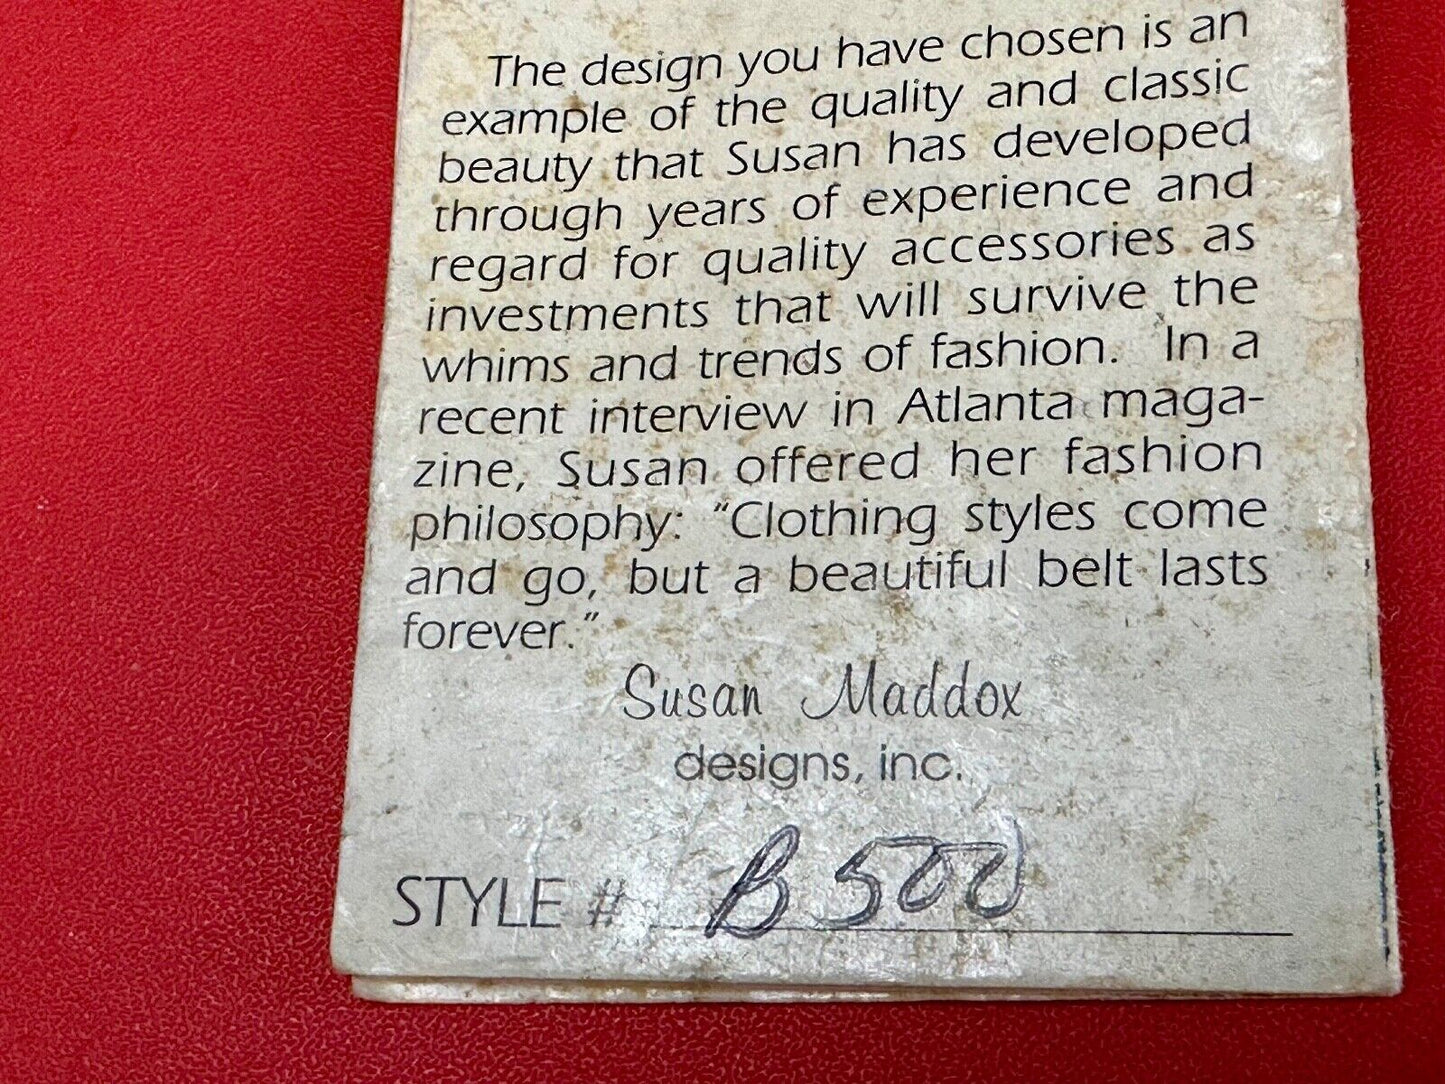 The design you have chosen is an
example of the quality and classic
beauty that Susan has developed
through years of experience and
regard for quality accessories as
investments that will survive the
whims and trends of fashion. In a
recent interview in Atlanta maga-
zine, Susan offered her fashion
philosophy: "Clothing styles come
and go, but a beautiful belt lasts
forever."
Susan Maddox
designs, inc.
STYLE # B500